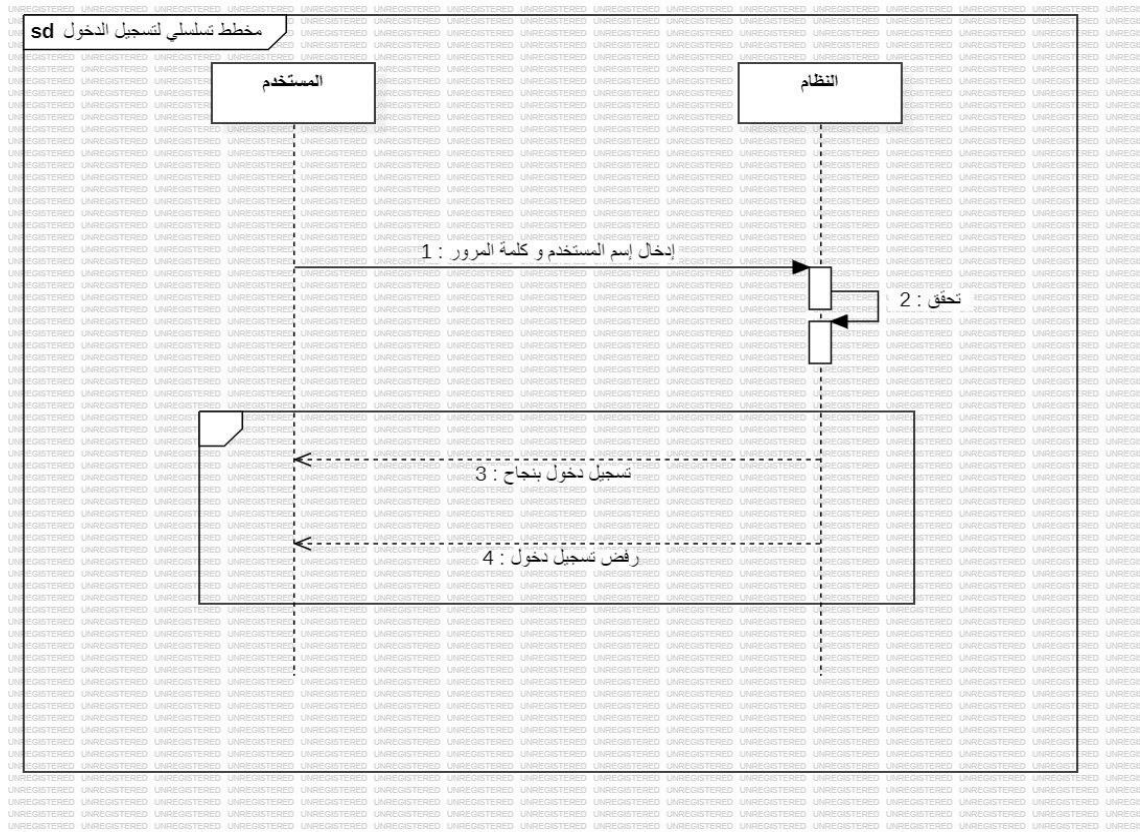 sd مخطط تسلسلي لتسجيل الدخول
المستخدم
النظام
1 : إدخال إسم المستخدم و كلمة المرور
2 : تحقق
3 : تسجيل دخول بنجاح
4 : رفض تسجيل دخول
UNREGISTERED